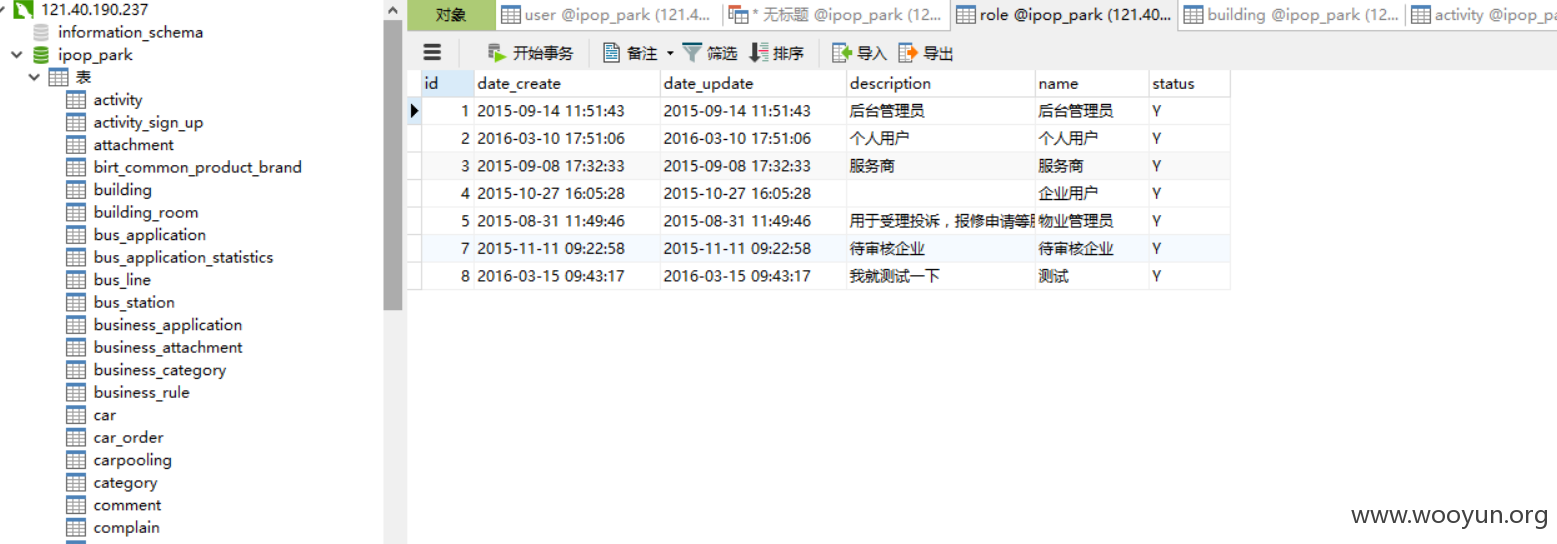 121.40.190.237
information_schema
ipop_park
表
activity
activity_sign_up
attachment
birt_common_product_brand
building
building_room
bus_application
bus_application_statistics
bus_line
bus_station
business_application
business_attachment
business_category
business_rule
car
car_order
carpooling
category
comment
complain
对象 user @ipop_park (121.4... * 无标题 @ipop_park (12... role @ipop_park (121.40... building @ipop_park (12... activity @ipop_pa
开始事务 备注 筛选 排序 导入 导出
id date_create date_update description name status
1 2015-09-14 11:51:43 2015-09-14 11:51:43 后台管理员 后台管理员 Y
2 2016-03-10 17:51:06 2016-03-10 17:51:06 个人用户 个人用户 Y
3 2015-09-08 17:32:33 2015-09-08 17:32:33 服务商 服务商 Y
4 2015-10-27 16:05:28 2015-10-27 16:05:28 企业用户 Y
5 2015-08-31 11:49:46 2015-08-31 11:49:46 用于受理投诉，报修申请等 物业管理员 Y
7 2015-11-11 09:22:58 2015-11-11 09:22:58 待审核企业 待审核企业 Y
8 2016-03-15 09:43:17 2016-03-15 09:43:17 我就测试一下 测试 Y
www.wooyun.org